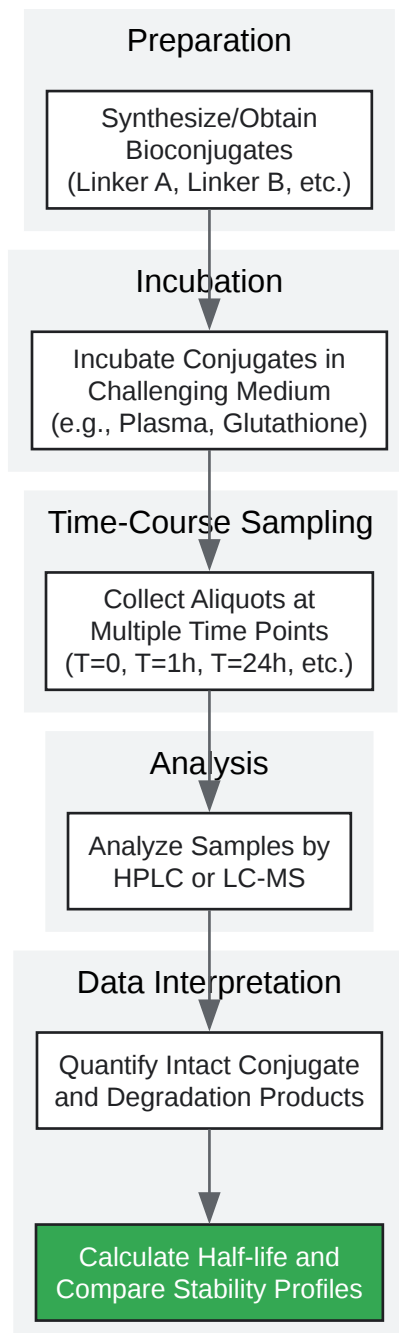 Preparation
Synthesize/Obtain
Bioconjugates
(Linker A, Linker B, etc.)
Incubation
Incubate Conjugates in
Challenging Medium
(e.g., Plasma, Glutathione)
Time-Course Sampling
Collect Aliquots at
Multiple Time Points
(T=0, T=1h, T=24h, etc.)
Analysis
Analyze Samples by
HPLC or LC-MS
Data Interpretation
Quantify Intact Conjugate
and Degradation Products
Calculate Half-life and
Compare Stability Profiles